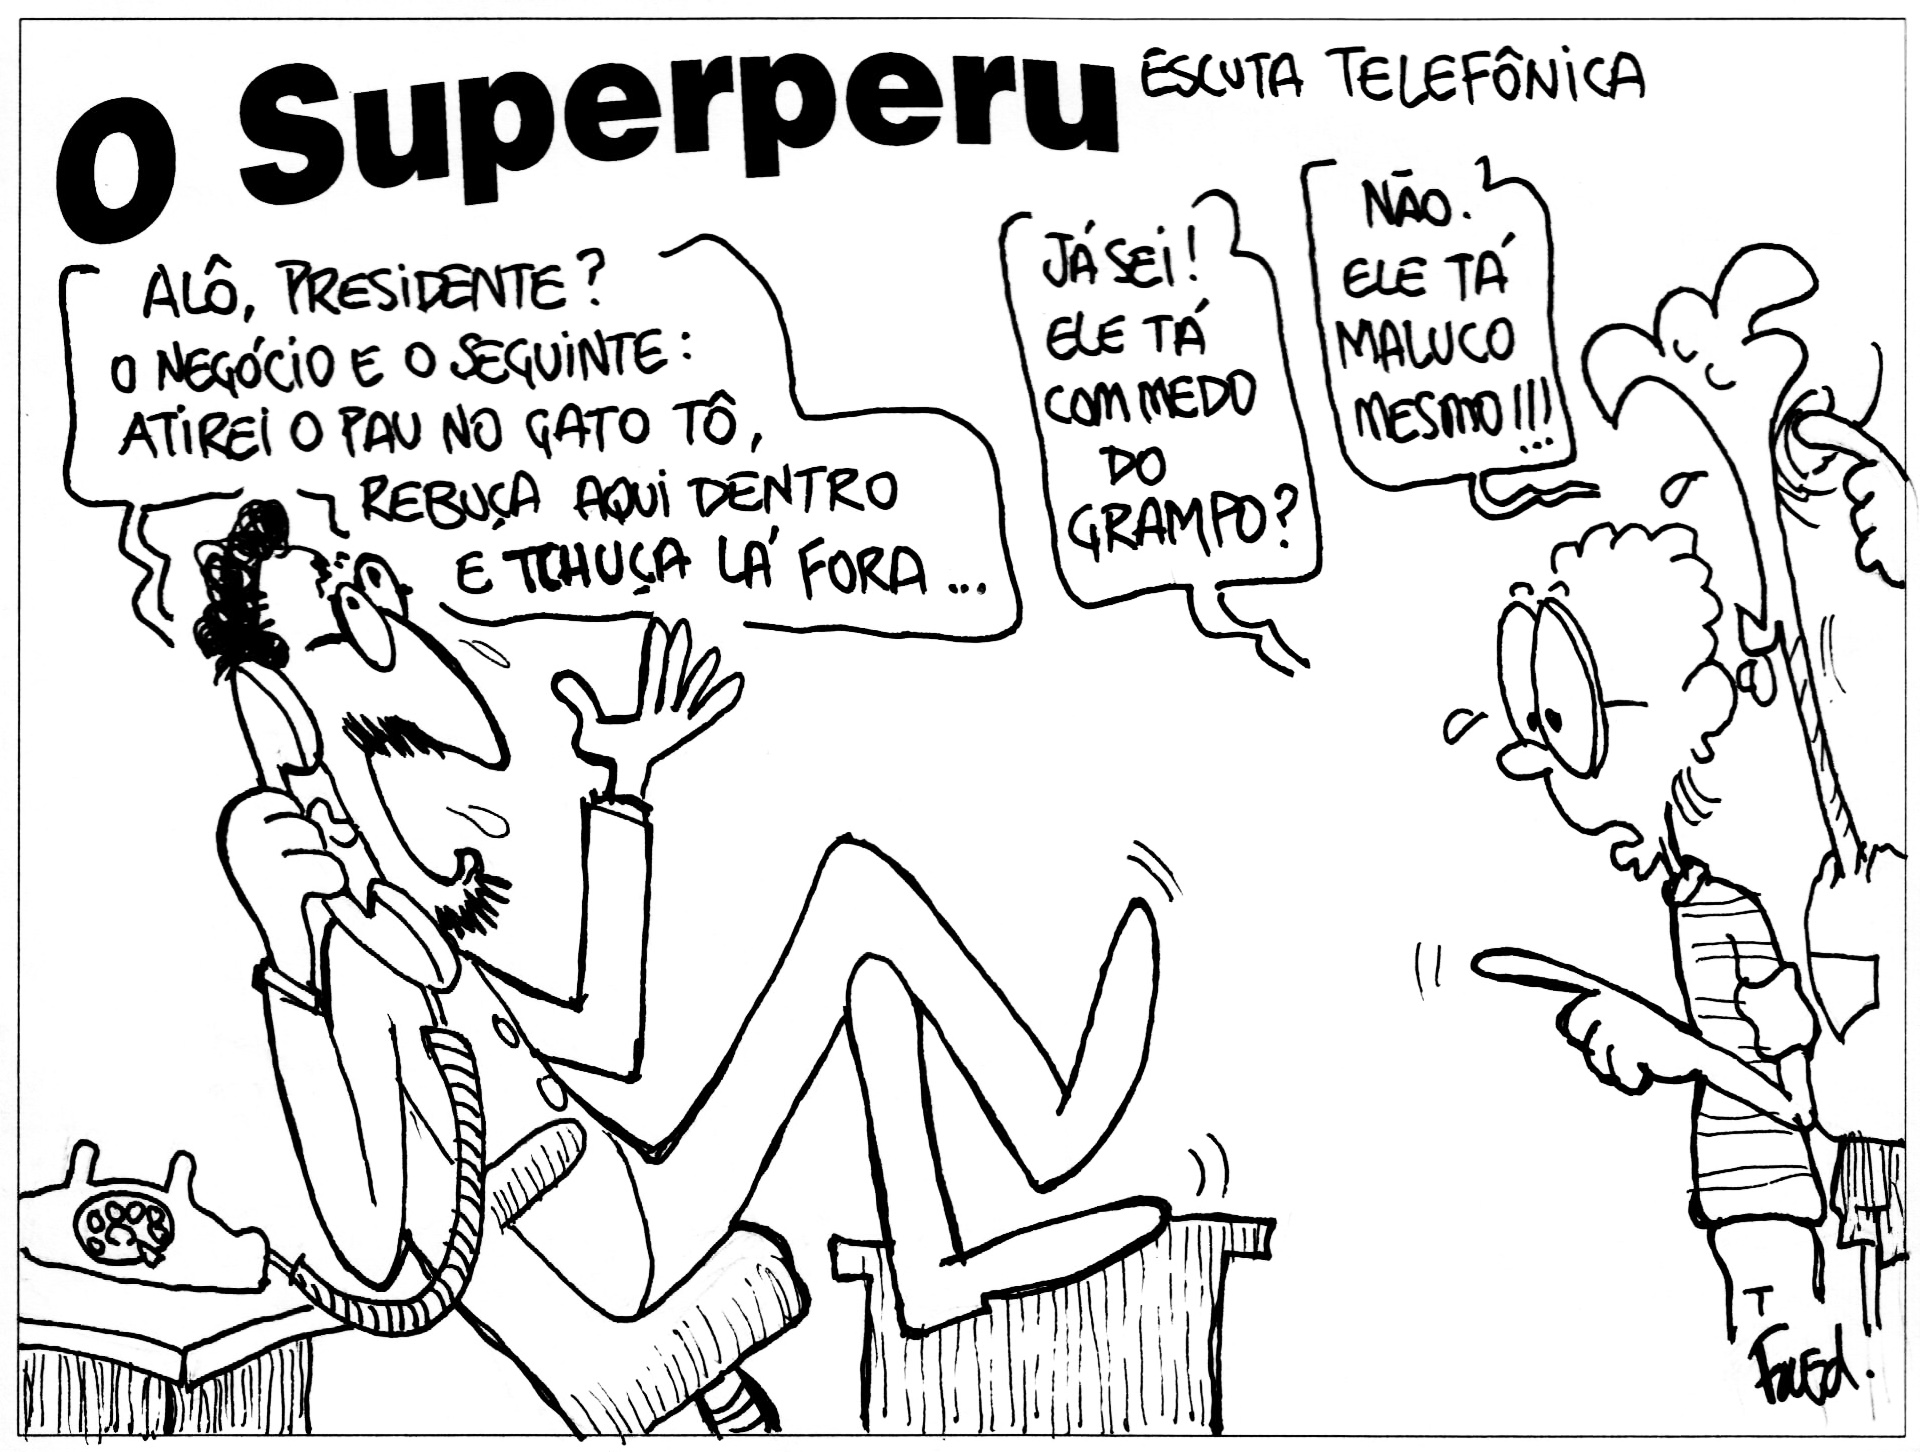 O Superperu
ESCUTA TELEFÔNICA
ALÔ, PRESIDENTE?
O NEGÓCIO E O SEGUINTE:
ATIREI O PAU NO GATO TÔ,
REBUÇA AQUI DENTRO
E TCHUÇA LÁ FORA...
JÁ SEI!
ELE TÁ
COM MEDO
DO
GRAMPO?
NÃO.
ELE TÁ
MALUCO
MESMO!!!...